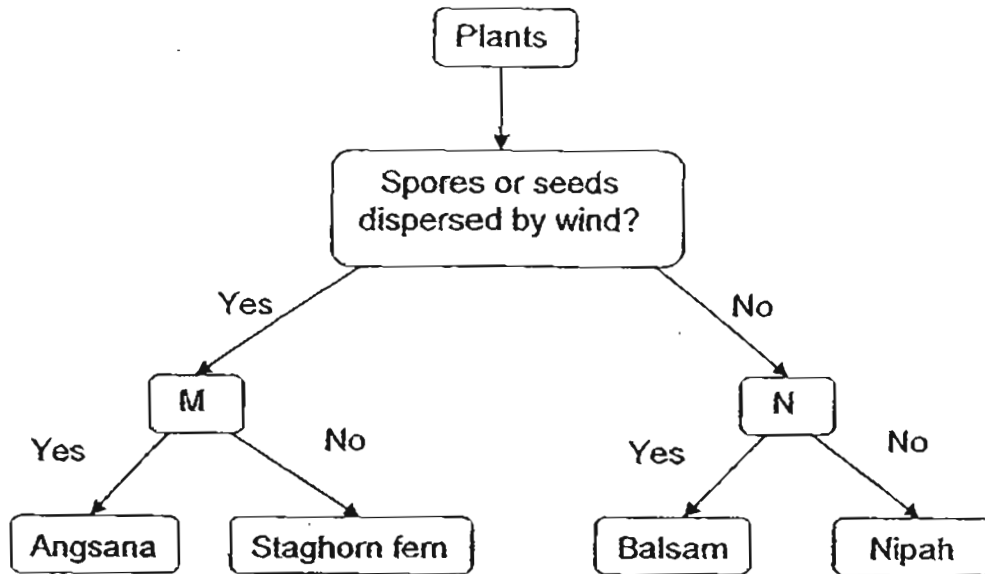 Plants
Spores or seeds
dispersed by wind?
Yes
No
M
N
Yes
No
Yes
No
Angsana
Staghorn fern
Balsam
Nipah